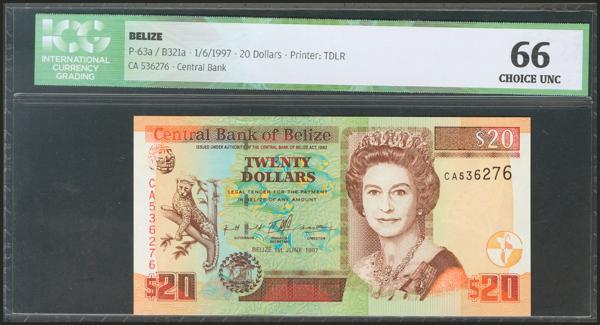 ICG
INTERNATIONAL
CURRENCY
GRADING
BELIZE
P-63a / B321a · 1/6/1997 · 20 Dollars · Printer: TDLR
CA 536276 - Central Bank
66
CHOICE UNC
Central Bank of Belize
ISSUED UNDER AUTHORITY OF THE CENTRAL BANK OF BELIZE ACT, 1982
$20
TWENTY
DOLLARS
LEGAL TENDER FOR THE PAYMENT
IN BELIZE OF ANY AMOUNT
CA536276
CA536276
GOVERNOR
DIRECTOR
BELIZE 1st JUNE 1997
$20
$20